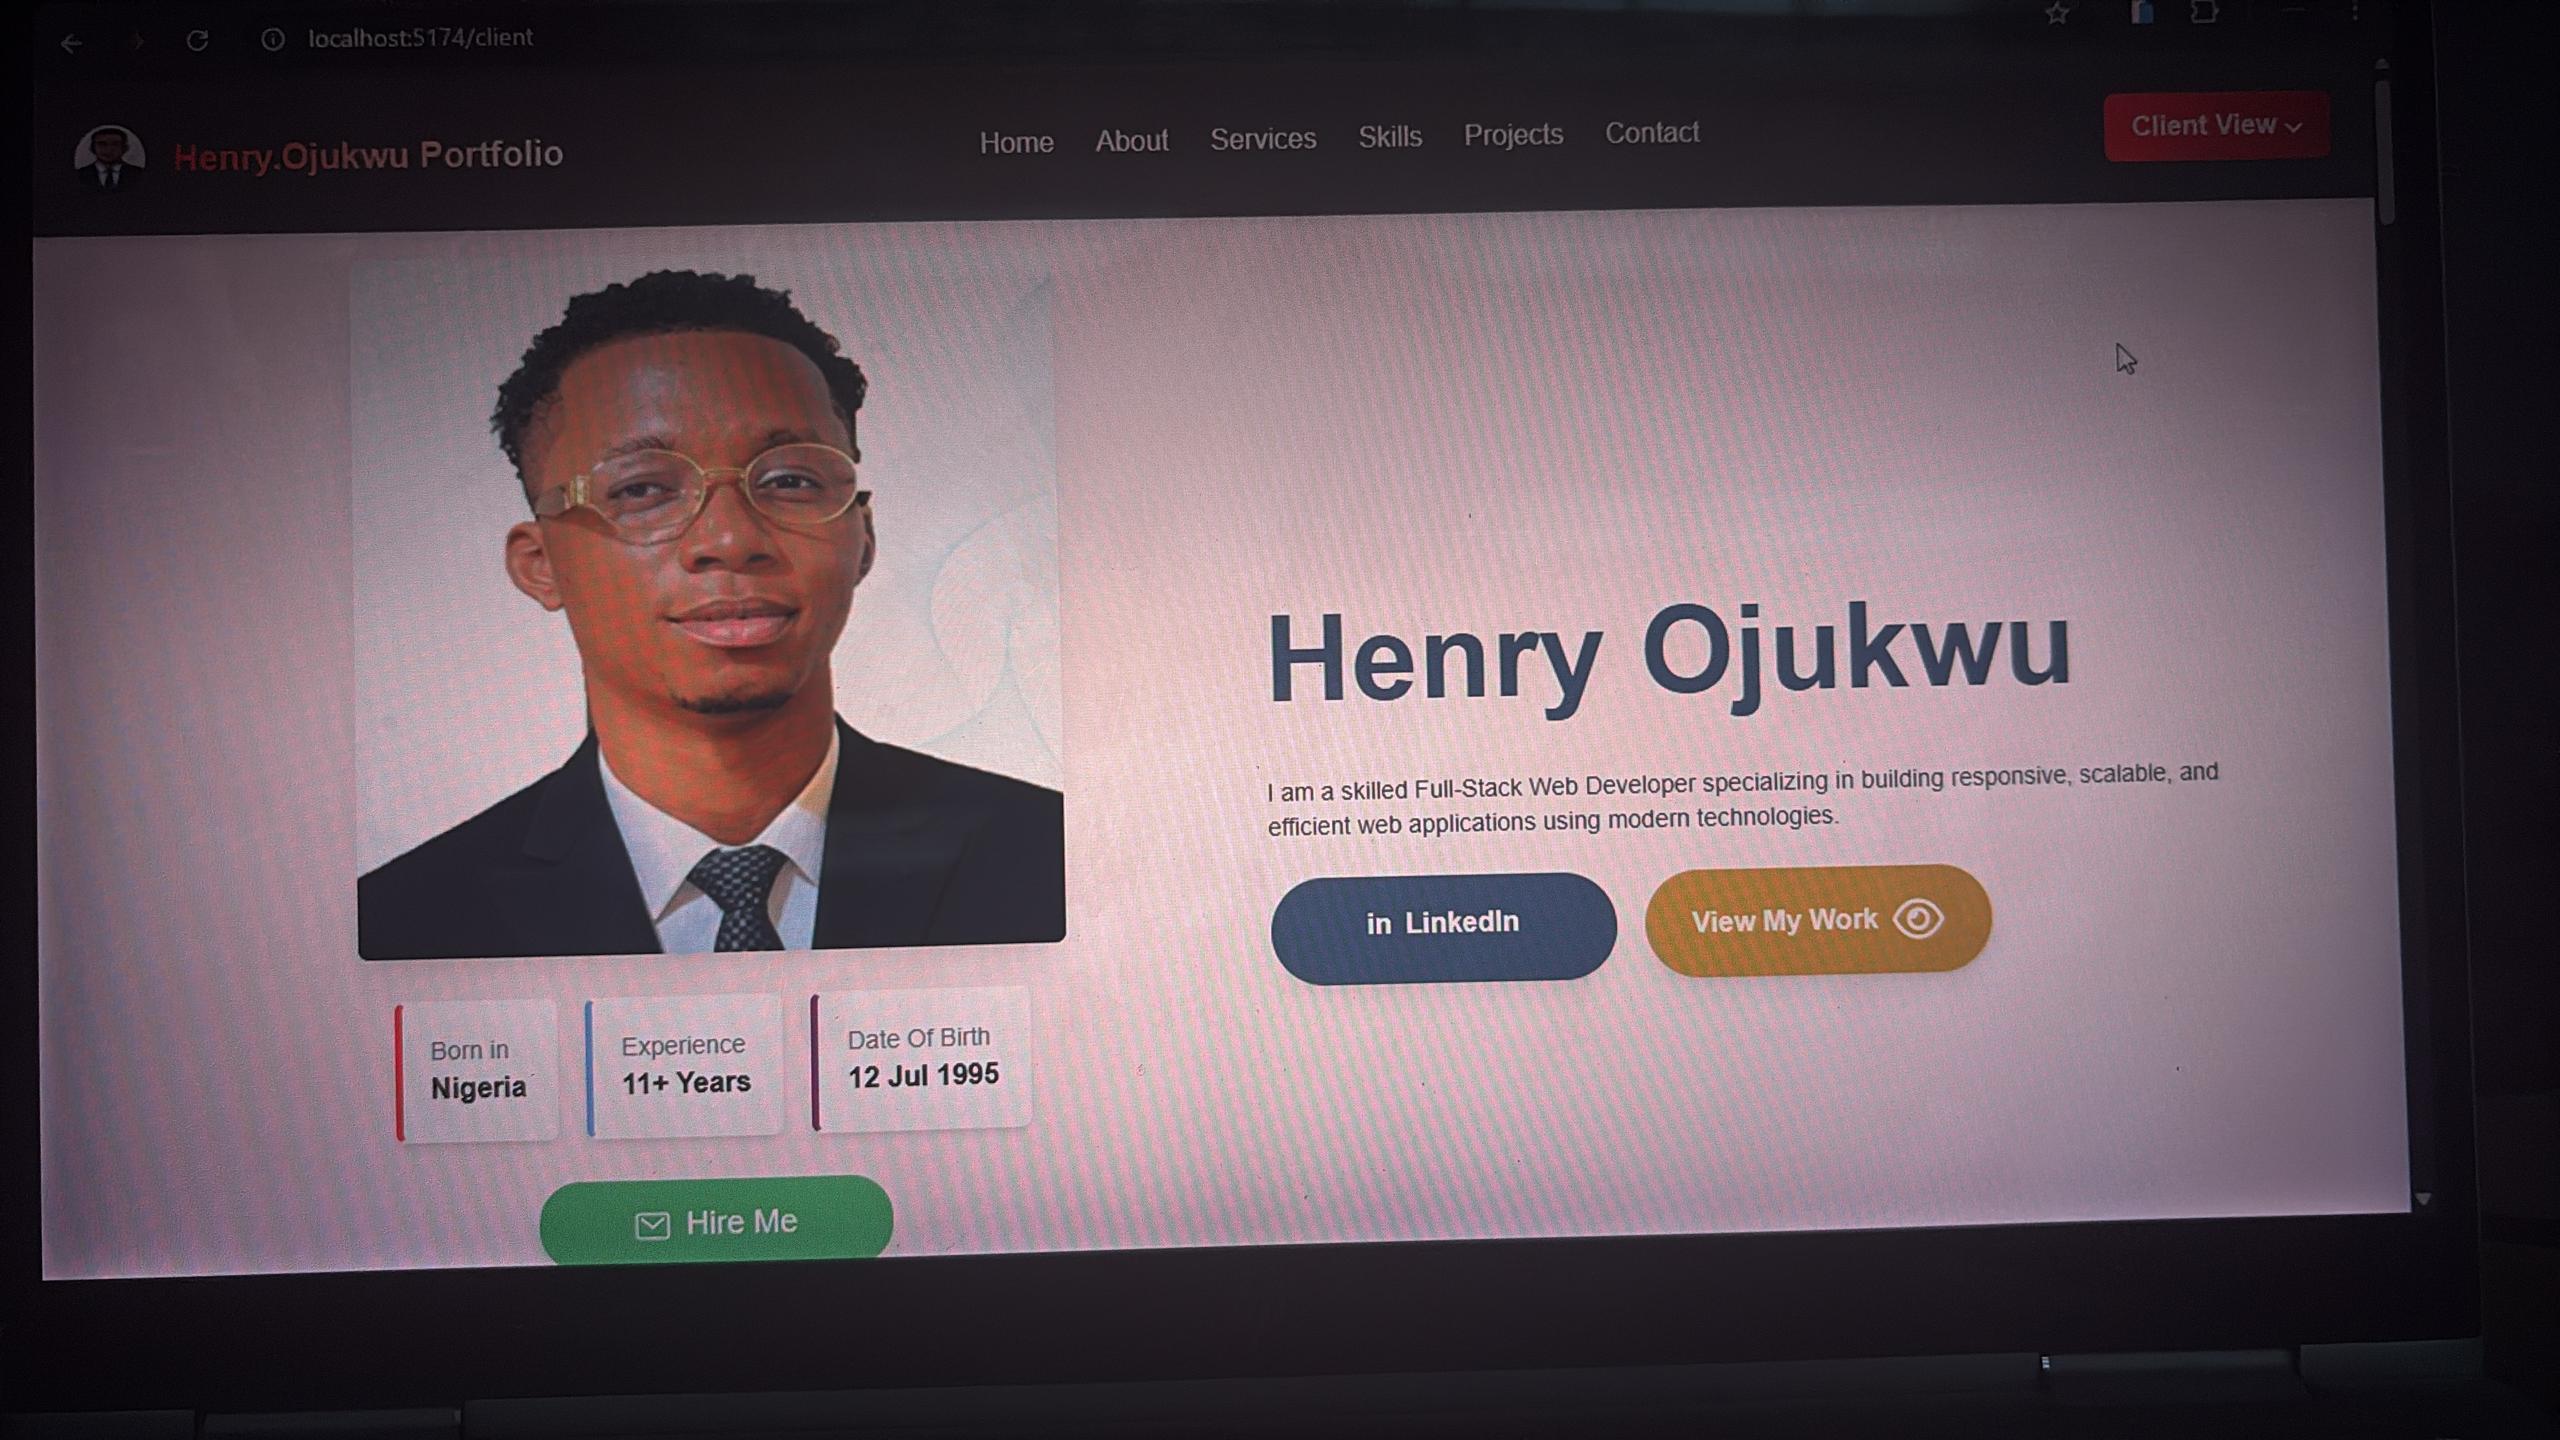 localhost:5174/client
Henry.Ojukwu Portfolio
Home About Services Skills Projects Contact
Client View
Henry Ojukwu
I am a skilled Full-Stack Web Developer specializing in building responsive, scalable, and
efficient web applications using modern technologies.
in LinkedIn
View My Work
Born in
Nigeria
Experience
11+ Years
Date Of Birth
12 Jul 1995
Hire Me